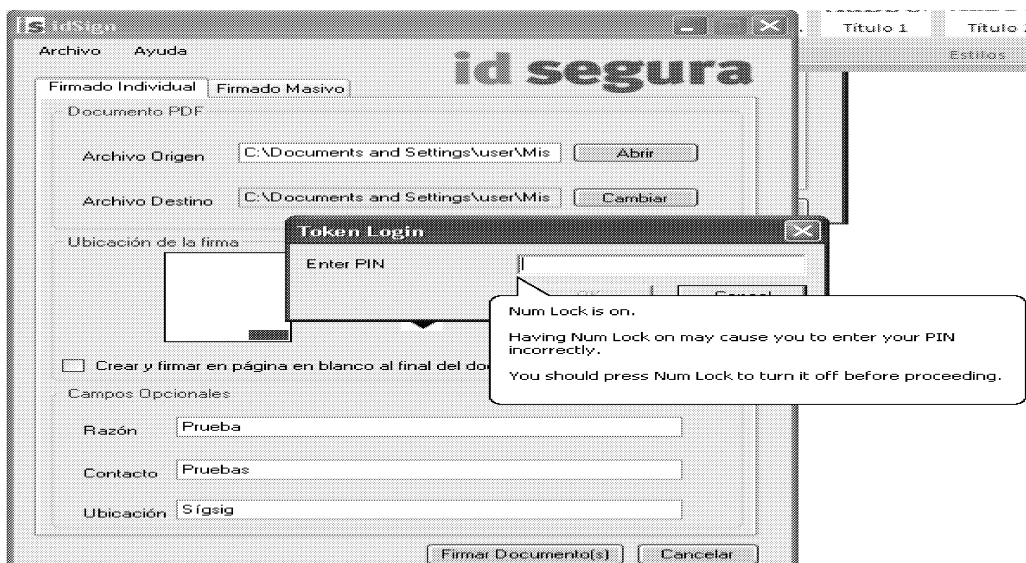 idSign
Archivo Ayuda
id segura
Firmado Individual Firmado Masivo
Documento PDF
Archivo Origen C:\Documents and Settings\user\Mis Abrir
Archivo Destino C:\Documents and Settings\user\Mis Cambiar
Ubicación de la firma
Token Login
Enter PIN
Num Lock is on.
Having Num Lock on may cause you to enter your PIN
incorrectly.
You should press Num Lock to turn it off before proceeding.
Crear y firmar en página en blanco al final del do
Campos Opcionales
Razón Prueba
Contacto Pruebas
Ubicación Sígsig
Firmar Documento(s) Cancelar
Título 1 Título
Estilos